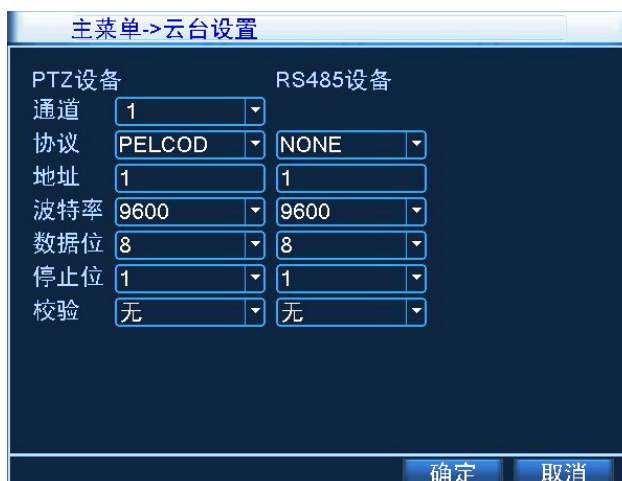 主菜单->云台设置
PTZ设备 RS485设备
通道 1
协议 PELCOD NONE
地址 1 1
波特率 9600 9600
数据位 8 8
停止位 1 1
校验 无 无
确定 取消